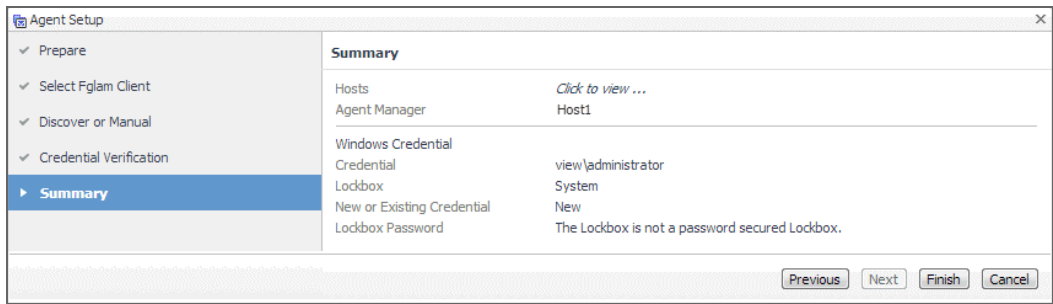 Agent Setup
Prepare
Select Fglam Client
Discover or Manual
Credential Verification
Summary
Summary
Hosts Click to view ...
Agent Manager Host1
Windows Credential
Credential view\administrator
Lockbox System
New or Existing Credential New
Lockbox Password The Lockbox is not a password secured Lockbox.
Previous Next Finish Cancel